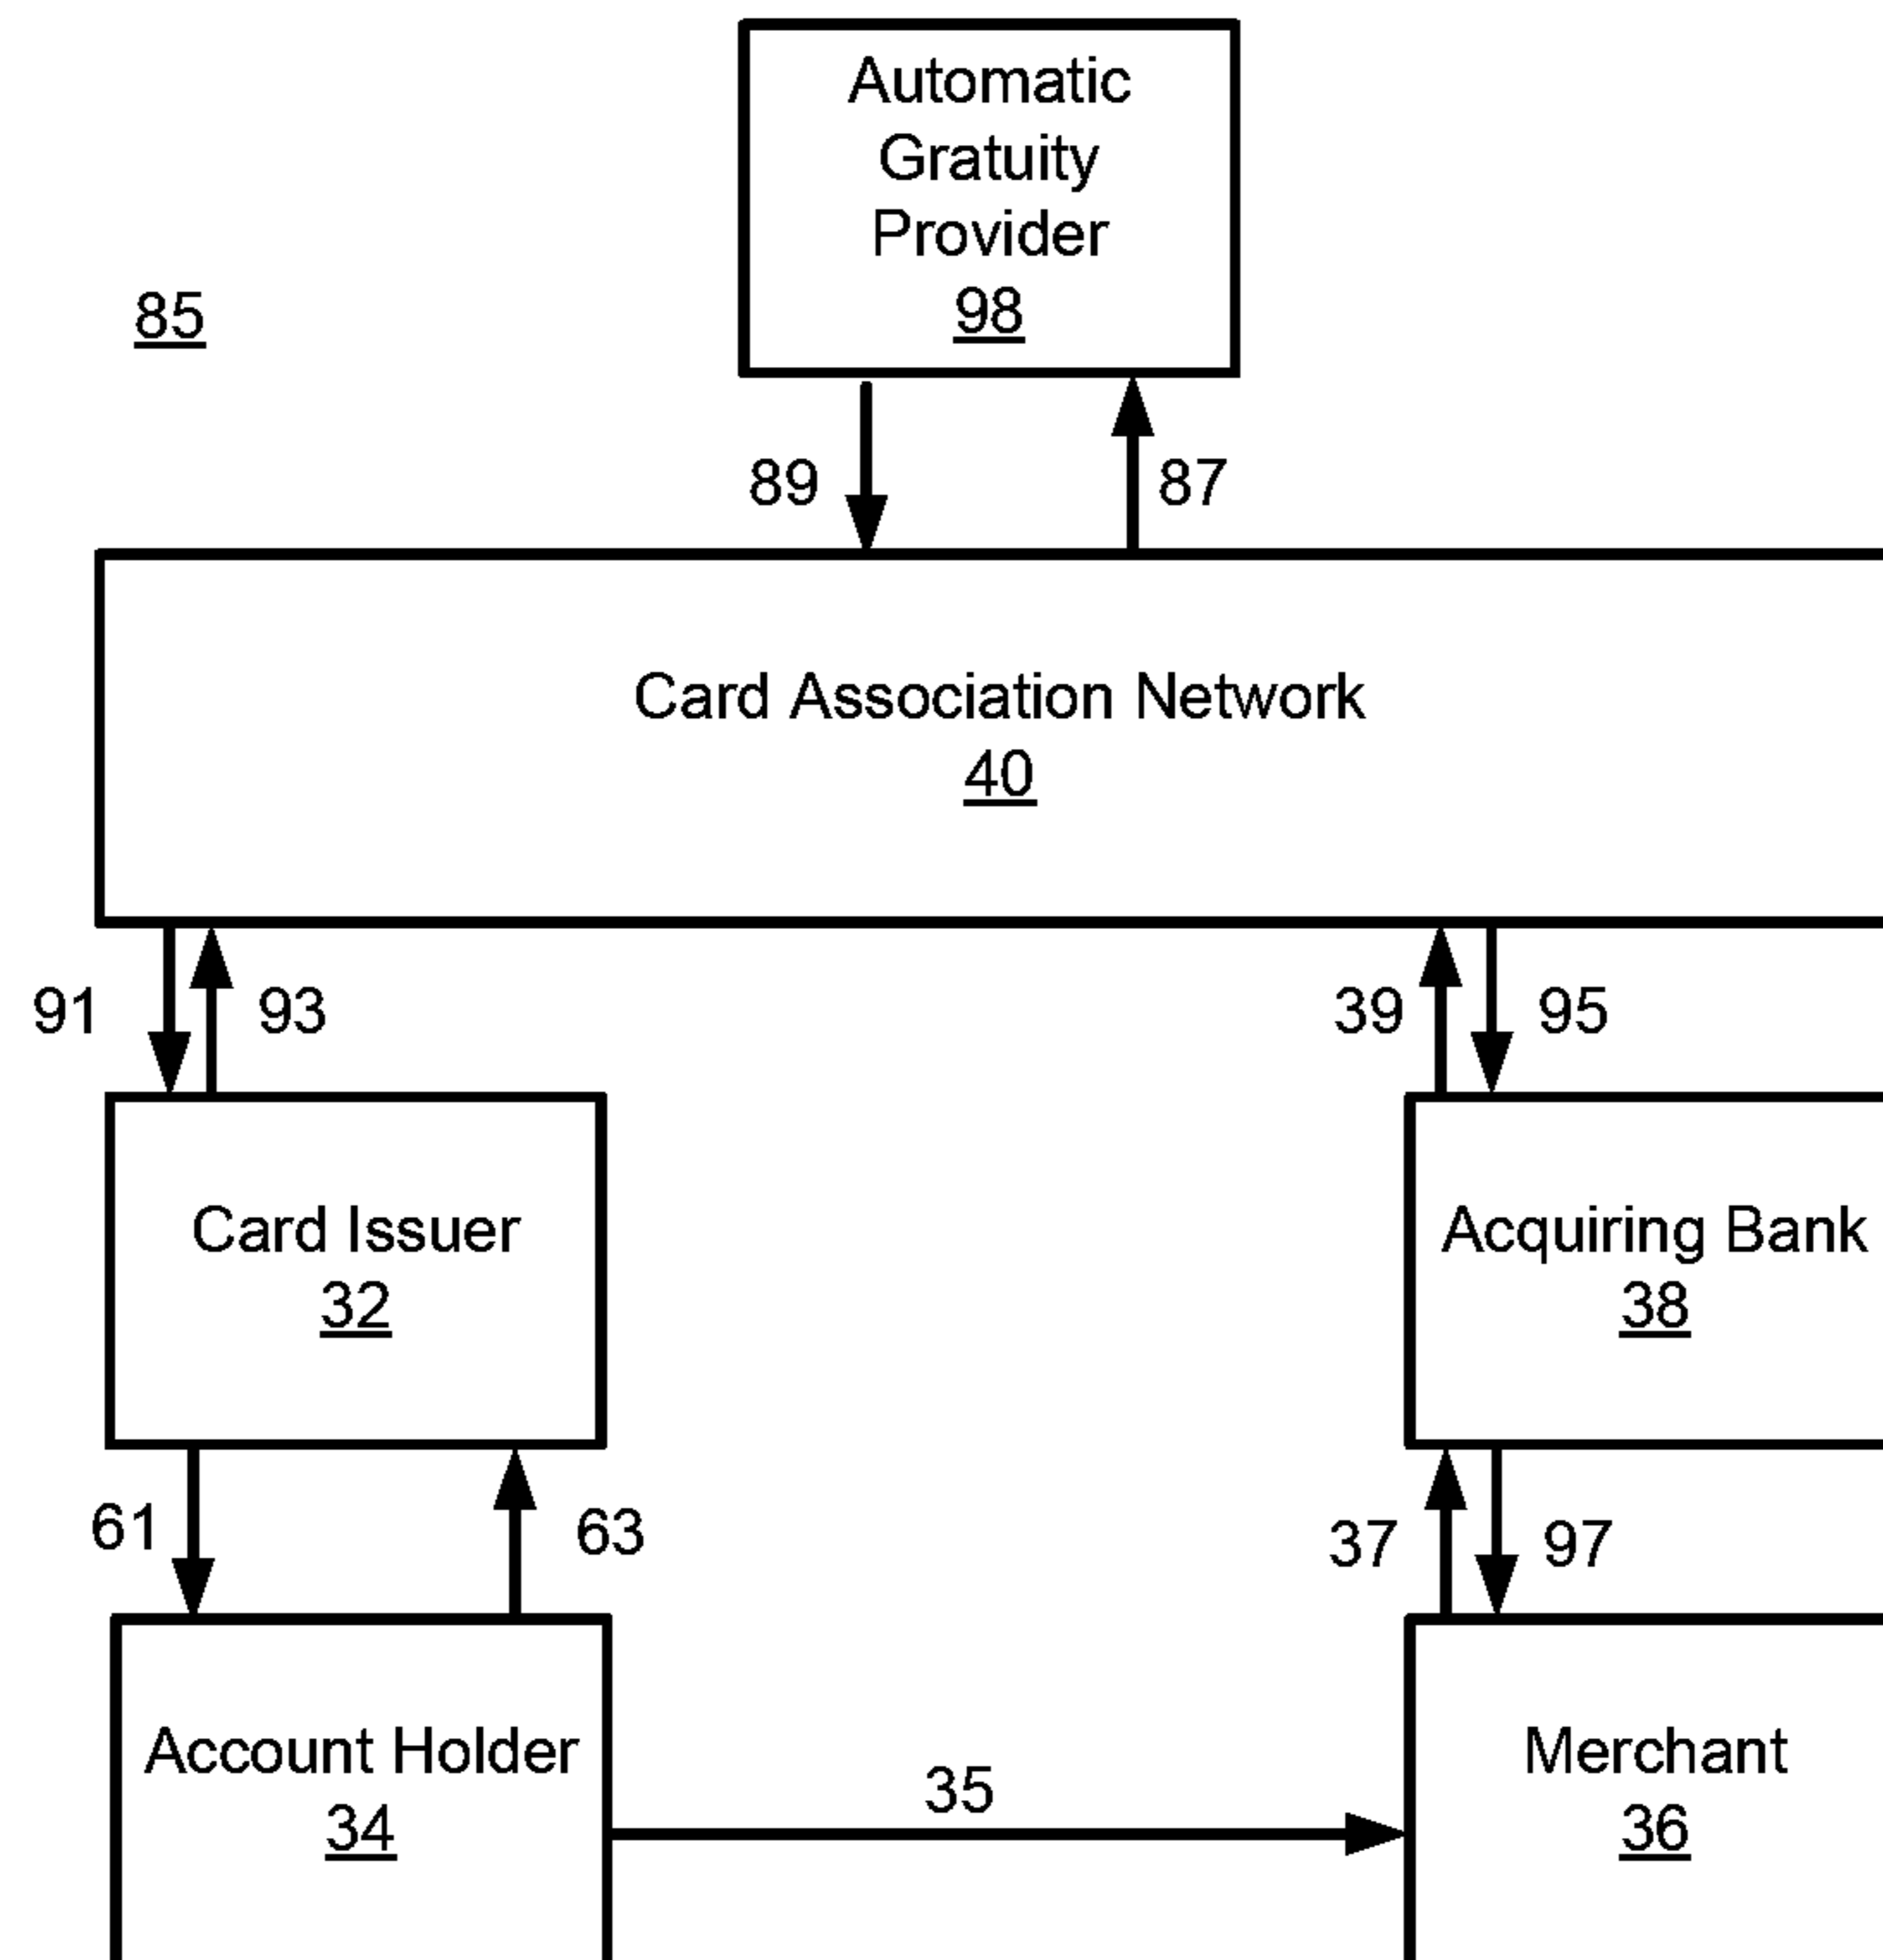 Automatic
Gratuity
Provider
98
85
89
87
Card Association Network
40
91
93
39
95
Card Issuer
32
Acquiring Bank
38
61
63
37
97
Account Holder
34
35
Merchant
36